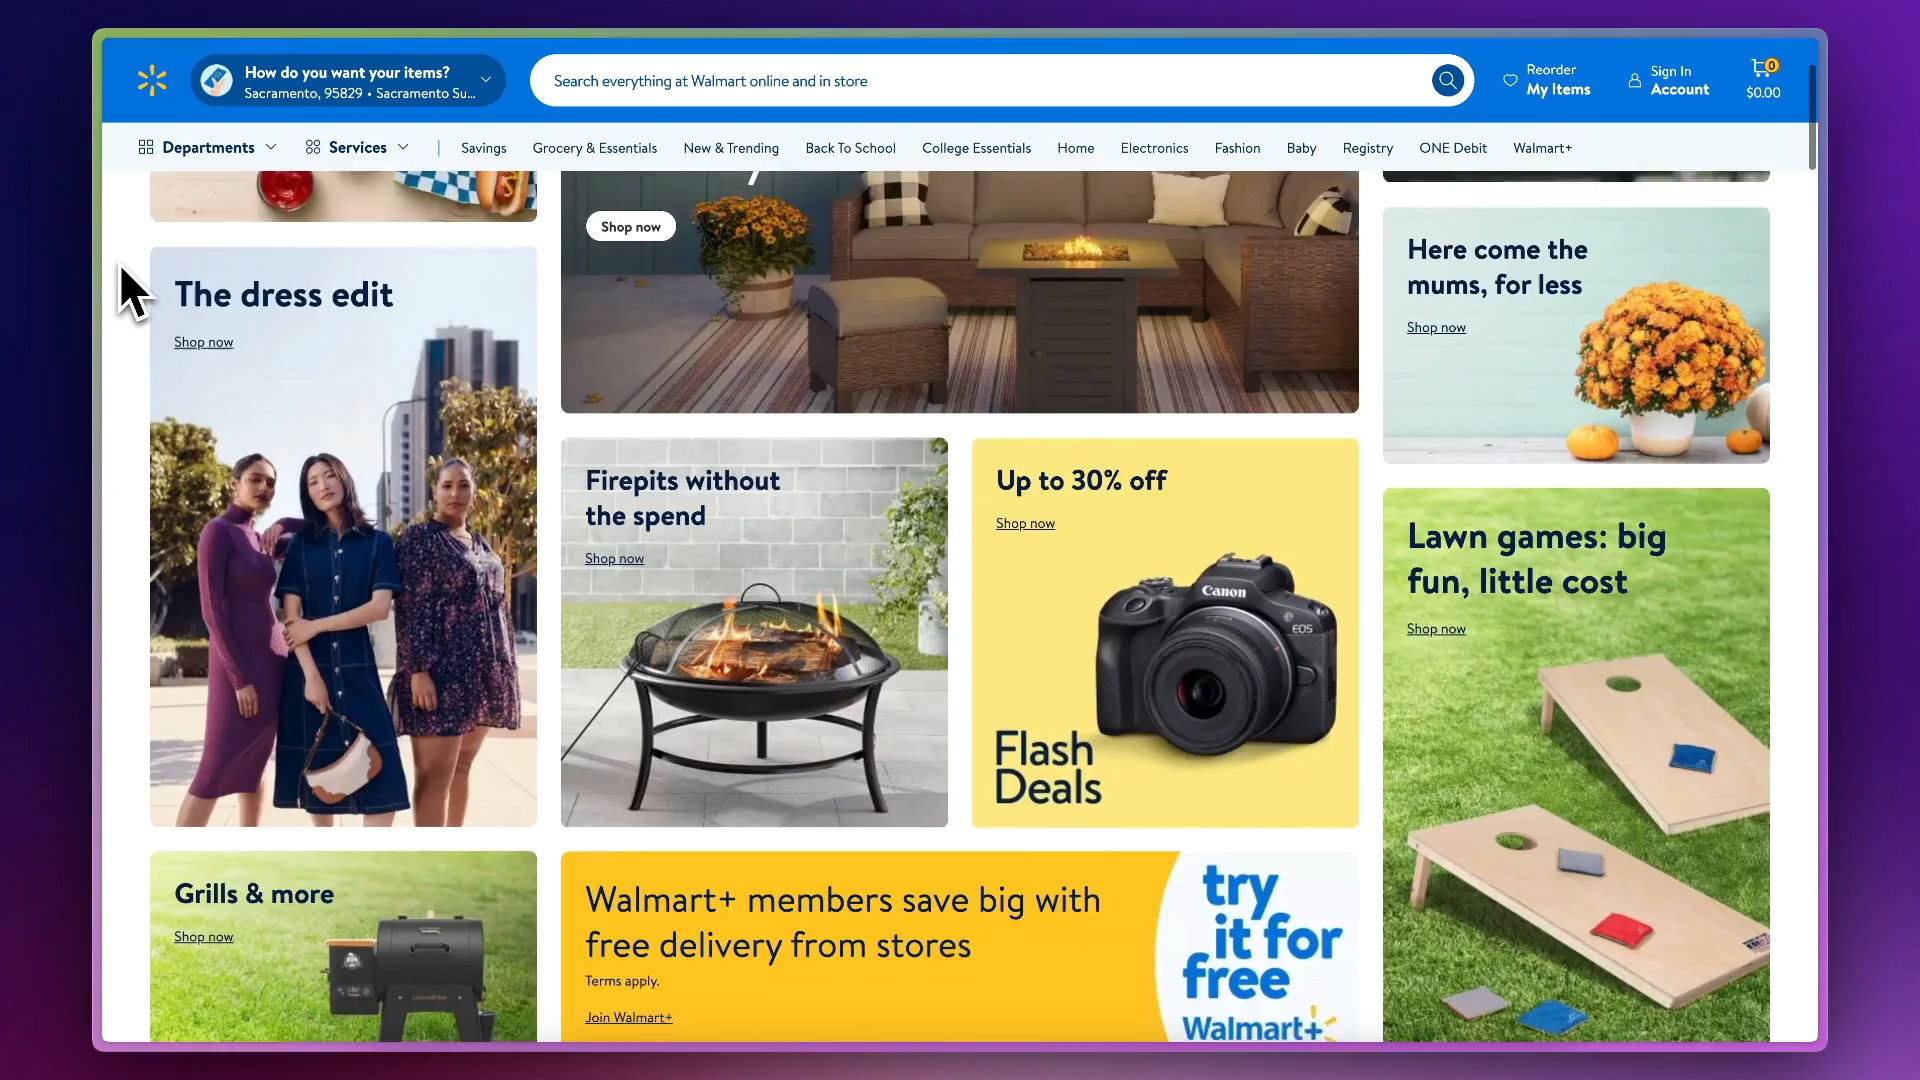 How do you want your items?
Sacramento, 95829 • Sacramento Su...
Search everything at Walmart online and in store
Reorder
My Items
Sign In
Account
0
$0.00
Departments
Services
Savings
Grocery & Essentials
New & Trending
Back To School
College Essentials
Home
Electronics
Fashion
Baby
Registry
ONE Debit
Walmart+
Shop now
The dress edit
Shop now
Here come the
mums, for less
Shop now
Firepits without
the spend
Shop now
Up to 30% off
Shop now
Canon
EOS
Flash
Deals
Lawn games: big
fun, little cost
Shop now
Grills & more
Shop now
Walmart+ members save big with
free delivery from stores
Terms apply.
Join Walmart+
try
it for
free
Walmart+